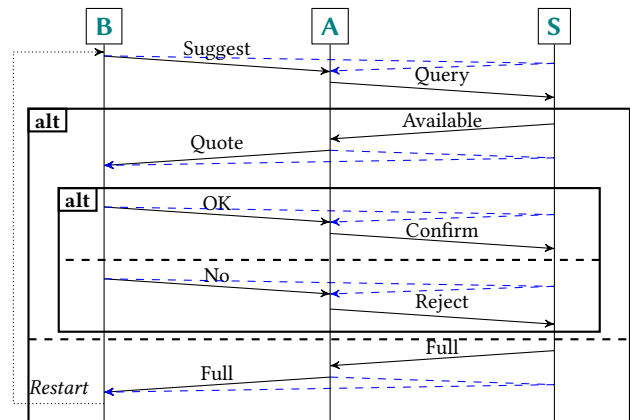 B A S
Suggest
Query
alt
Available
Quote
alt
OK
Confirm
No
Reject
Full
Full
Restart